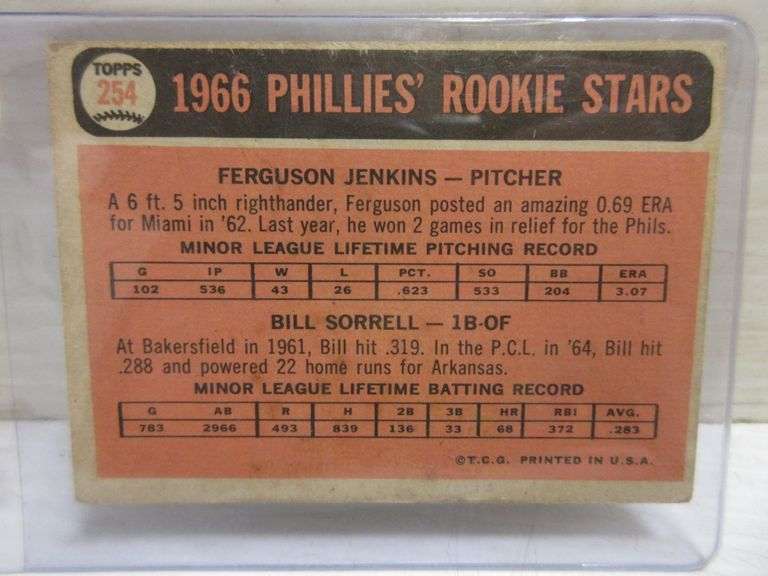 TOPPS
254
1966 PHILLIES' ROOKIE STARS
FERGUSON JENKINS — PITCHER
A 6 ft. 5 inch righthander, Ferguson posted an amazing 0.69 ERA
for Miami in '62. Last year, he won 2 games in relief for the Phils.
MINOR LEAGUE LIFETIME PITCHING RECORD
G IP W L PCT. SO BB ERA
102 536 43 26 .623 533 204 3.07
BILL SORRELL — 1B-OF
At Bakersfield in 1961, Bill hit .319. In the P.C.L. in '64, Bill hit
.288 and powered 22 home runs for Arkansas.
MINOR LEAGUE LIFETIME BATTING RECORD
G AB R H 2B 3B HR RBI AVG.
783 2966 493 839 136 33 68 372 .283
©T.C.G. PRINTED IN U.S.A.